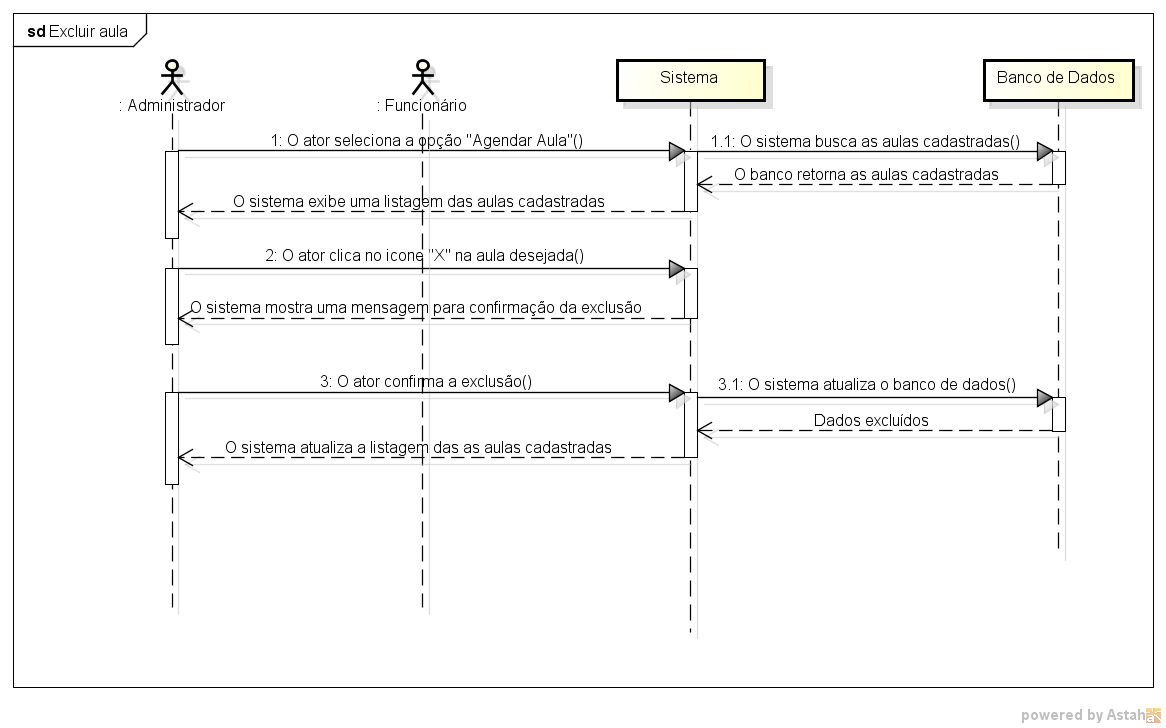 sd Excluir aula
: Administrador
: Funcionário
Sistema
Banco de Dados
1: O ator seleciona a opção "Agendar Aula"()
1.1: O sistema busca as aulas cadastradas()
O banco retorna as aulas cadastradas
O sistema exibe uma listagem das aulas cadastradas
2: O ator clica no icone "X" na aula desejada()
O sistema mostra uma mensagem para confirmação da exclusão
3: O ator confirma a exclusão()
3.1: O sistema atualiza o banco de dados()
Dados excluídos
O sistema atualiza a listagem das as aulas cadastradas
powered by Astah